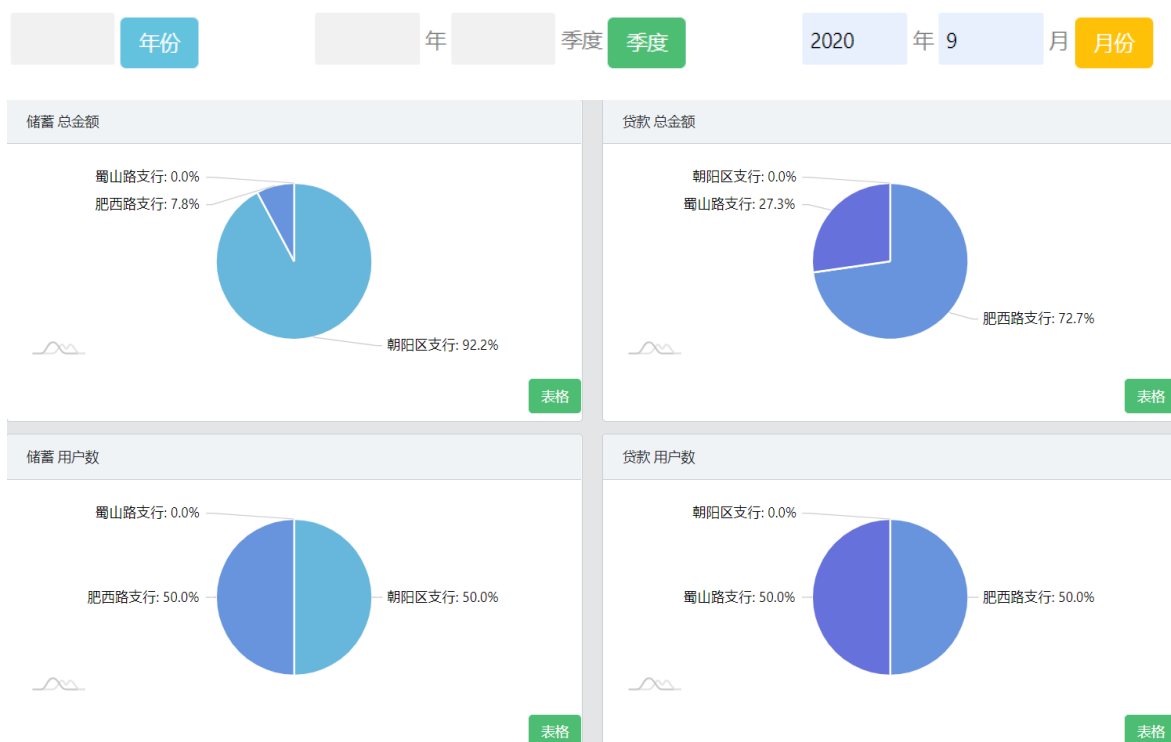 年份 年 季度 季度 2020 年 9 月 月份
储蓄 总金额
蜀山路支行: 0.0%
肥西路支行: 7.8%
朝阳区支行: 92.2%
表格
贷款 总金额
朝阳区支行: 0.0%
蜀山路支行: 27.3%
肥西路支行: 72.7%
表格
储蓄 用户数
蜀山路支行: 0.0%
肥西路支行: 50.0%
朝阳区支行: 50.0%
表格
贷款 用户数
朝阳区支行: 0.0%
蜀山路支行: 50.0%
肥西路支行: 50.0%
表格